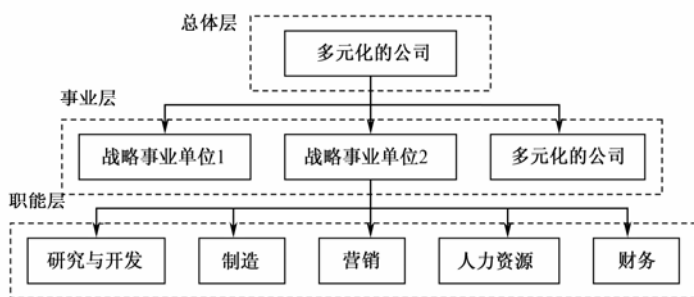 总体层
多元化的公司
事业层
战略事业单位1
战略事业单位2
多元化的公司
职能层
研究与开发
制造
营销
人力资源
财务